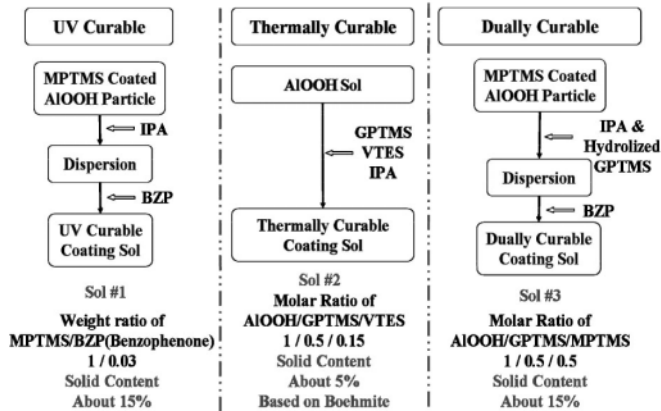 UV Curable
MPTMS Coated
AlOOH Particle
IPA
Dispersion
BZP
UV Curable
Coating Sol
Sol #1
Weight ratio of
MPTMS/BZP(Benzophenone)
1 / 0.03
Solid Content
About 15%
Thermally Curable
AlOOH Sol
GPTMS
VTES
IPA
Thermally Curable
Coating Sol
Sol #2
Molar Ratio of
AlOOH/GPTMS/VTES
1 / 0.5 / 0.15
Solid Content
About 5%
Based on Boehmite
Dually Curable
MPTMS Coated
AlOOH Particle
IPA &
Hydrolized
GPTMS
Dispersion
BZP
Dually Curable
Coating Sol
Sol #3
Molar Ratio of
AlOOH/GPTMS/MPTMS
1 / 0.5 / 0.5
Solid Content
About 15%